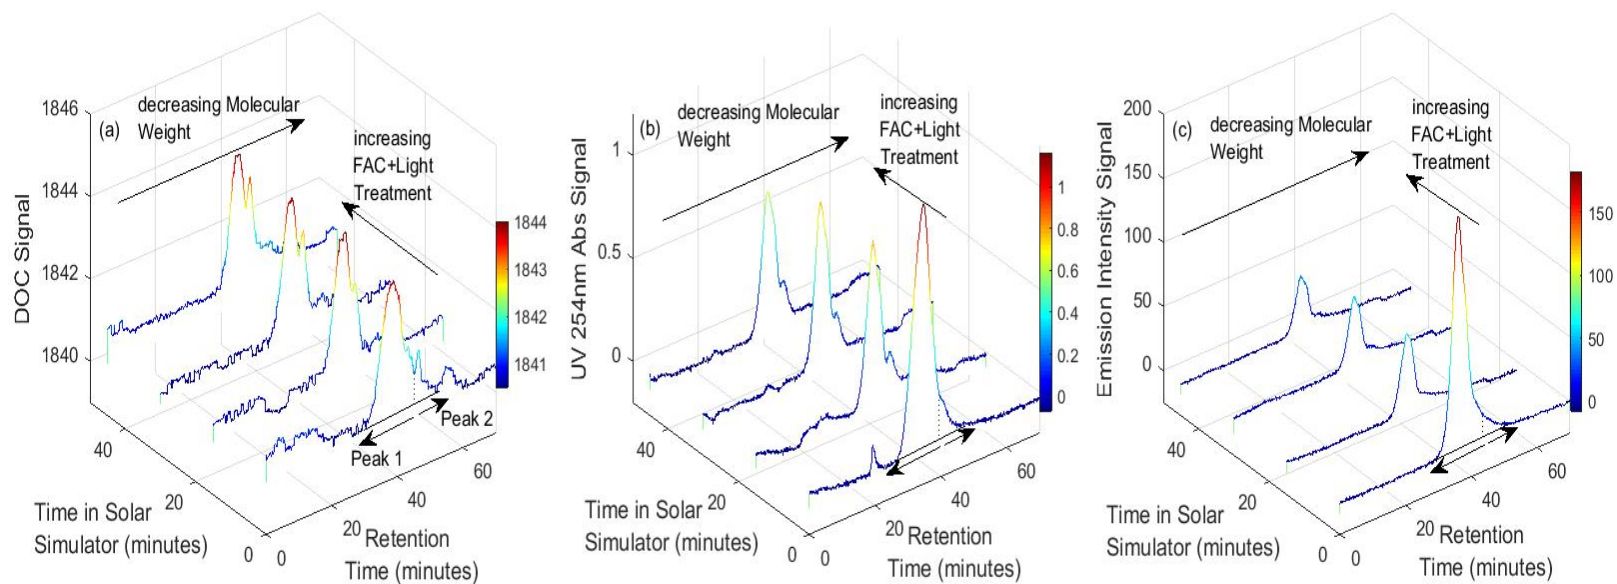 (a)
decreasing Molecular
Weight
increasing
FAC+Light
Treatment
DOC Signal
1846
1844
1842
1840
1844
1843
1842
1841
Peak 1
Peak 2
40
20
0
0
20
40
60
Time in Solar
Simulator (minutes)
Retention
Time (minutes)
(b)
decreasing Molecular
Weight
increasing
FAC+Light
Treatment
UV 254nm Abs Signal
1
0.5
0
1
0.8
0.6
0.4
0.2
0
40
20
0
0
20
40
60
Time in Solar
Simulator (minutes)
Retention
Time (minutes)
(c)
decreasing Molecular
Weight
increasing
FAC+Light
Treatment
Emission Intensity Signal
200
150
100
50
0
150
100
50
0
40
20
0
0
20
40
60
Time in Solar
Simulator (minutes)
Retention
Time (minutes)